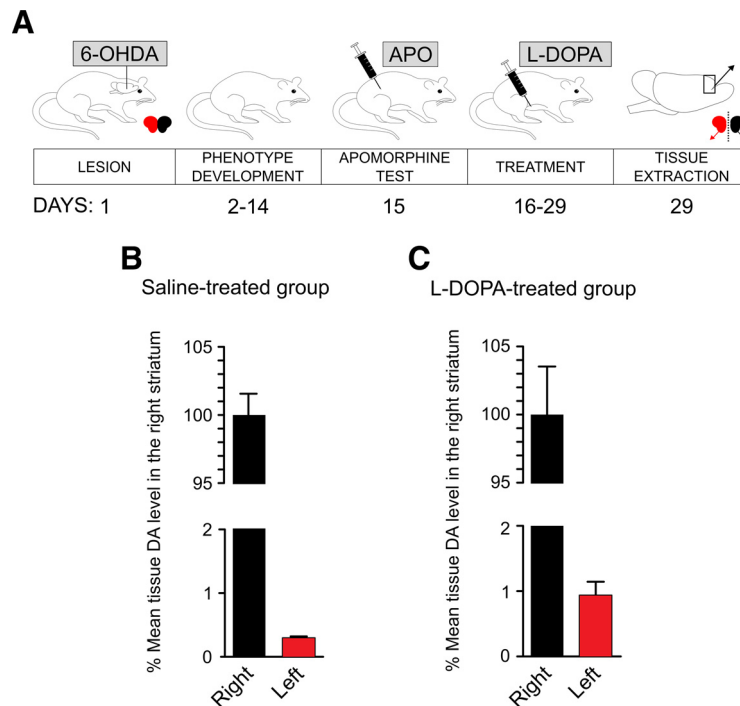 A
6-OHDA
APO
L-DOPA
LESION
PHENOTYPE
DEVELOPMENT
APOMORPHINE
TEST
TREATMENT
TISSUE
EXTRACTION
DAYS: 1
2-14
15
16-29
29
B
Saline-treated group
% Mean tissue DA level in the right striatum
105
100
95
2
1
0
Right
Left
C
L-DOPA-treated group
% Mean tissue DA level in the right striatum
105
100
95
2
1
0
Right
Left